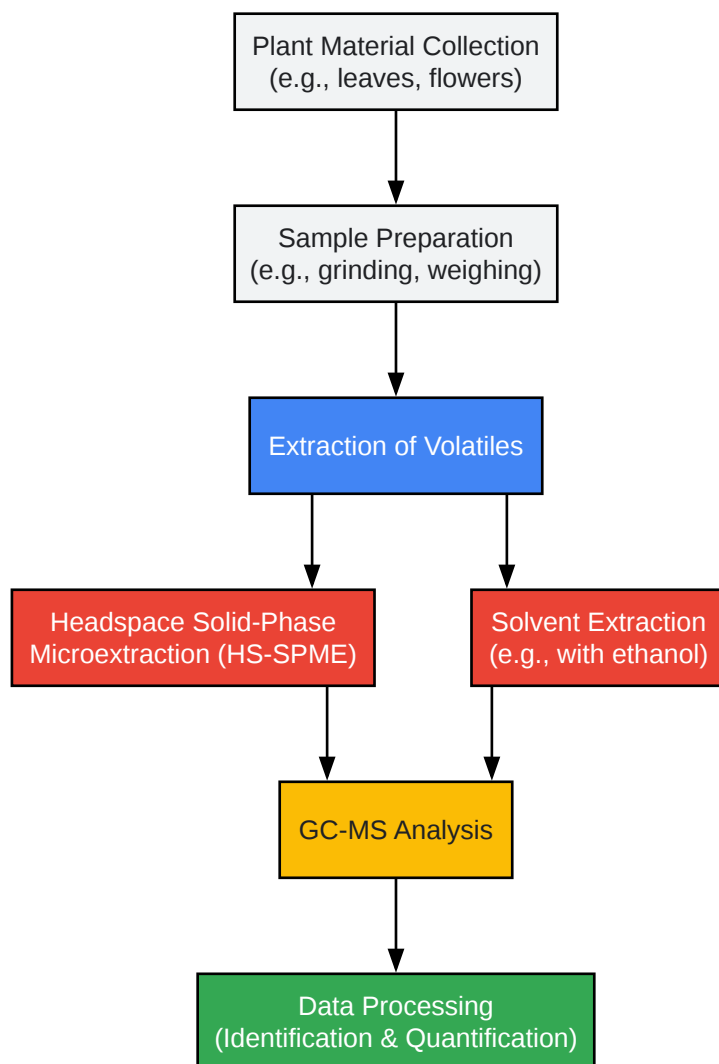 Plant Material Collection
(e.g., leaves, flowers)
Sample Preparation
(e.g., grinding, weighing)
Extraction of Volatiles
Headspace Solid-Phase
Microextraction (HS-SPME)
Solvent Extraction
(e.g., with ethanol)
GC-MS Analysis
Data Processing
(Identification & Quantification)